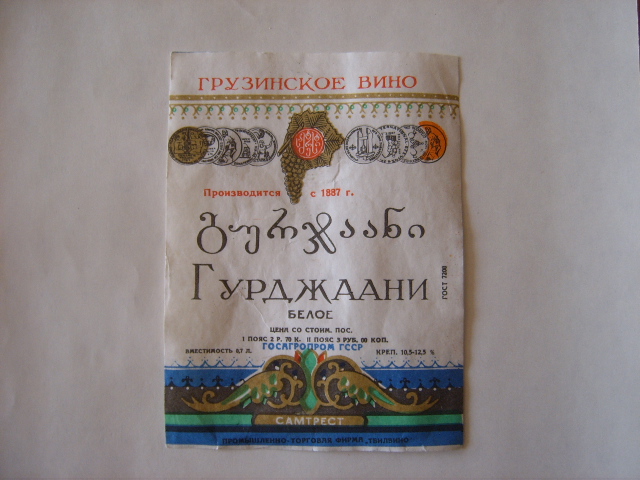 ГРУЗИНСКОЕ ВИНО
Производится с 1887 г.
გურჯაანი
ГУРДЖААНИ
БЕЛОЕ
ГОСТ 7208
ЦЕНА СО СТОИМ. ПОС.
I ПОЯС 2 Р. 70 К. II ПОЯС 3 РУБ. 00 КОП.
ГОСАГРОПРОМ ГССР
ВМЕСТИМОСТЬ 0,7 Л. КРЕП. 10,5-12,5 %
САМТРЕСТ
ПРОМЫШЛЕННО-ТОРГОВАЯ ФИРМА